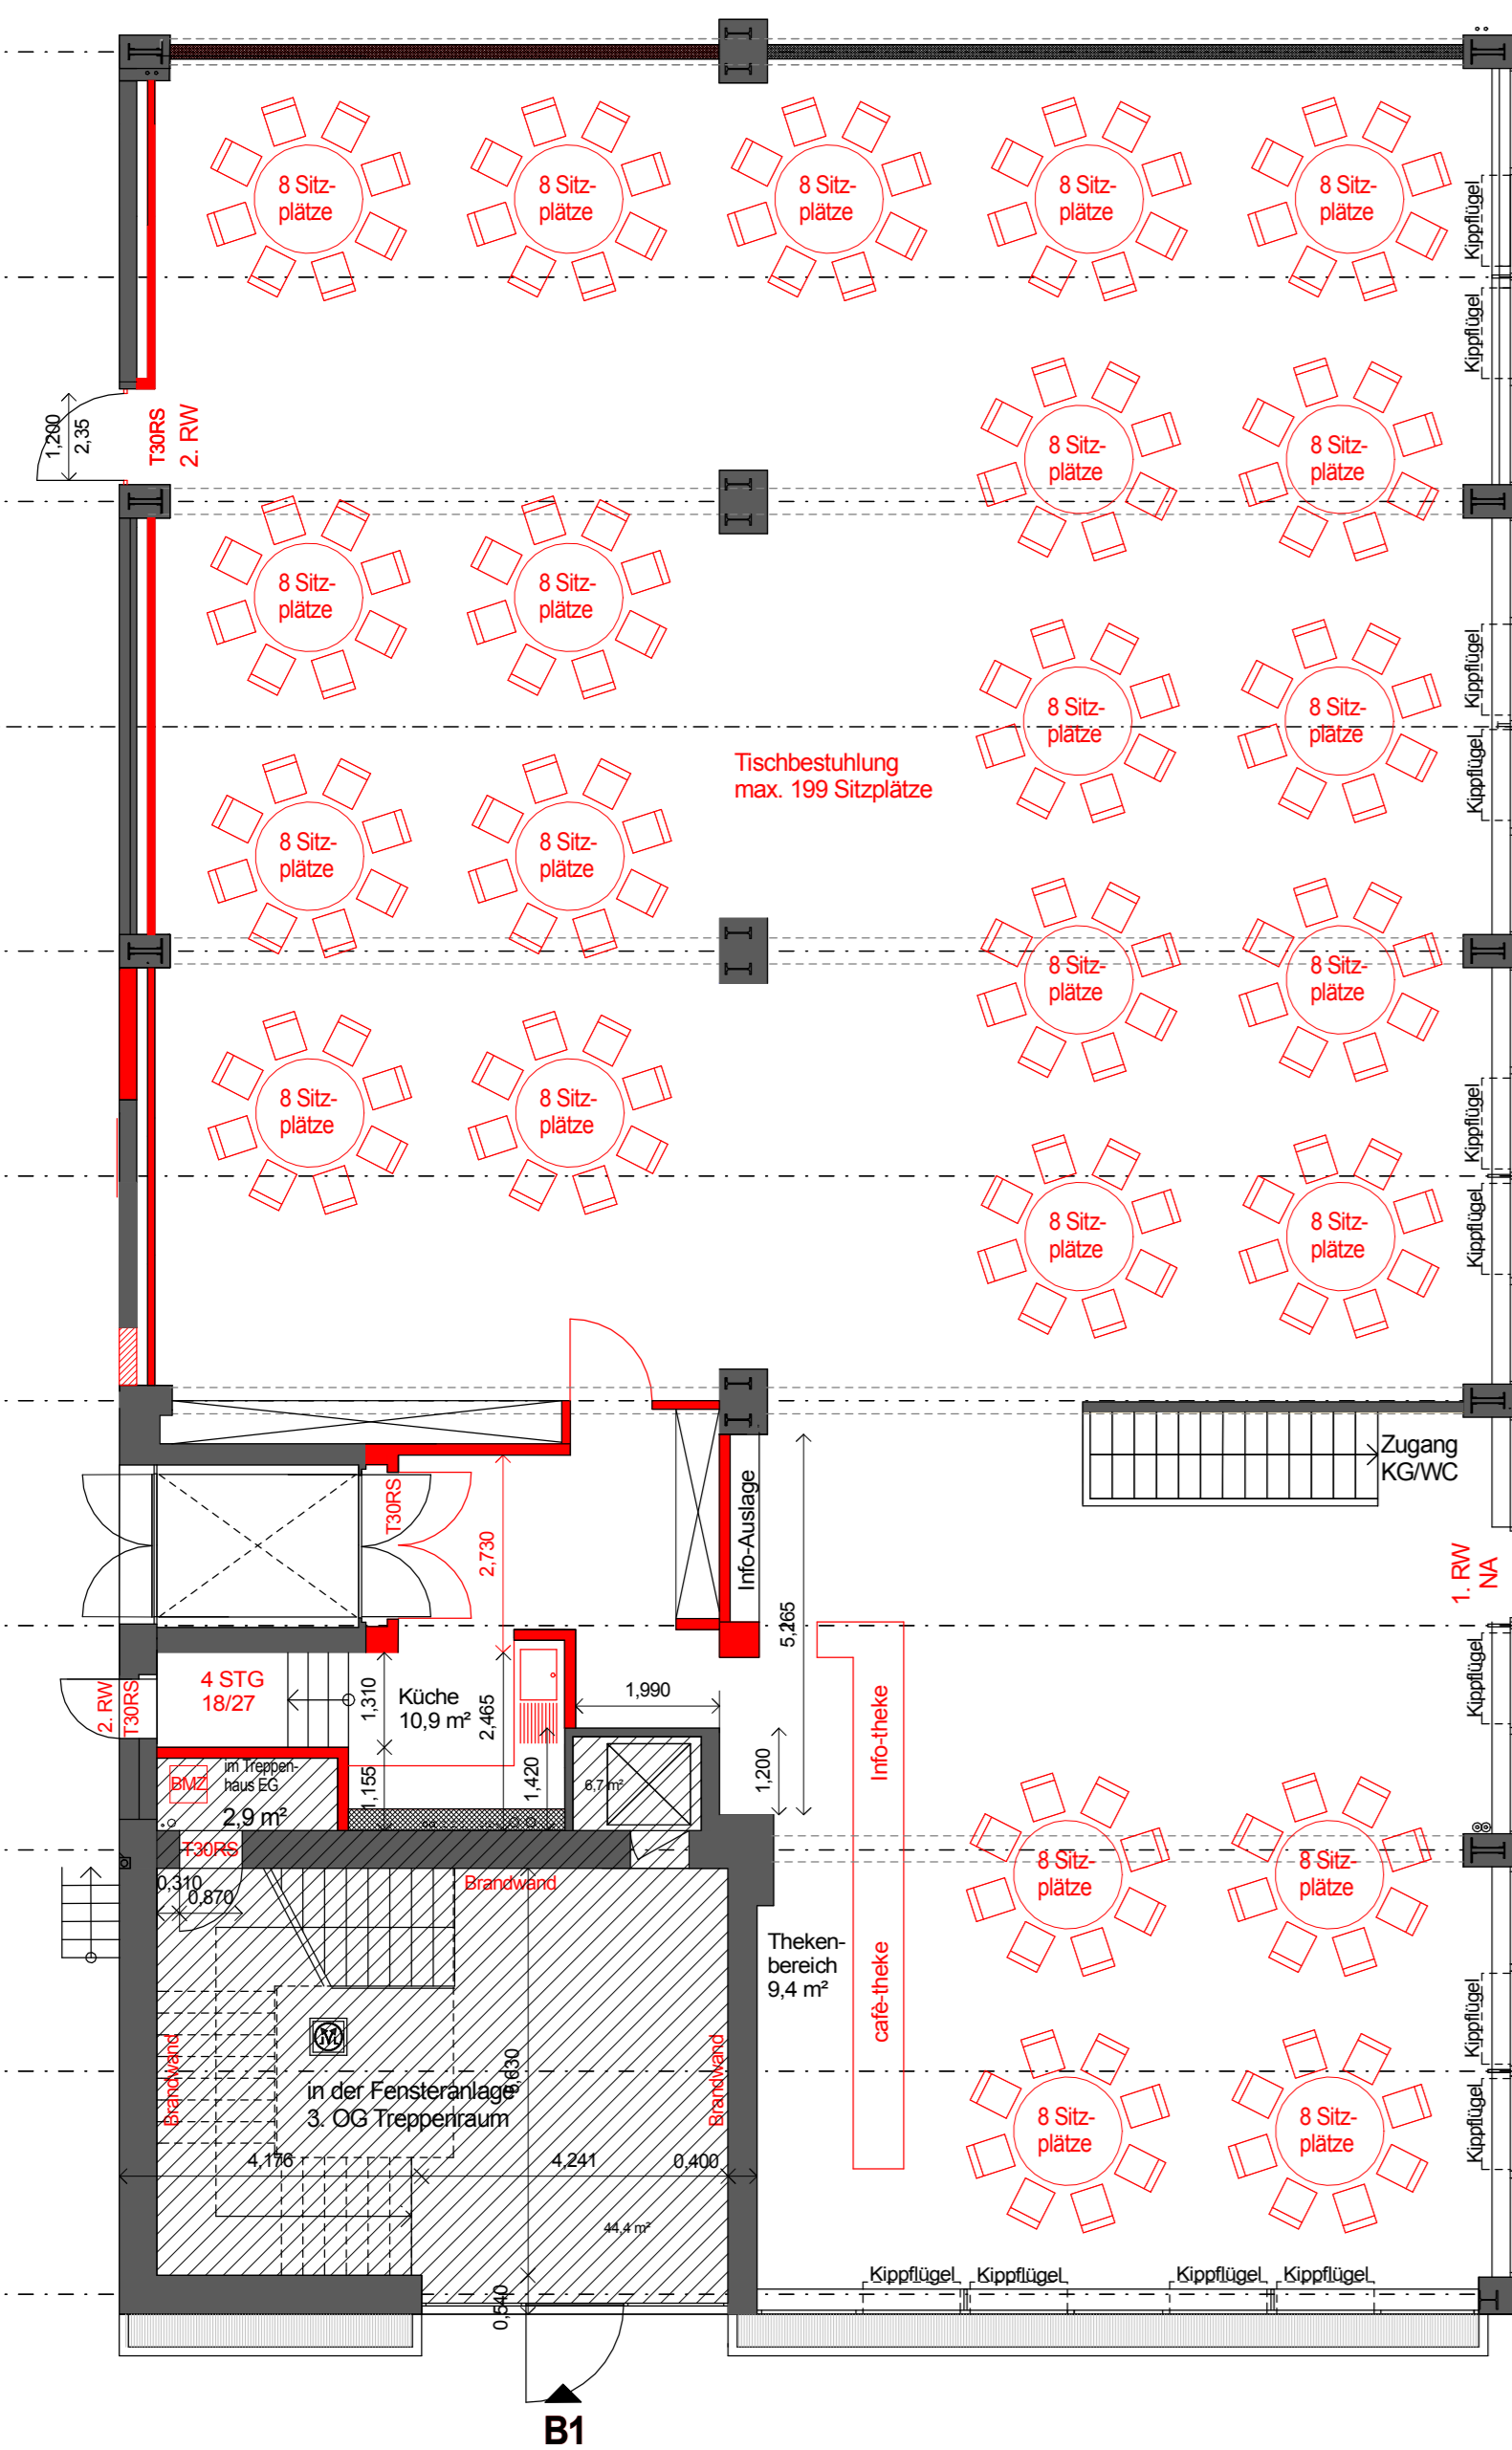 8 Sitz-
plätze
8 Sitz-
plätze
8 Sitz-
plätze
8 Sitz-
plätze
8 Sitz-
plätze
Kippflügel
Kippflügel
1,200
2,35
T30RS
2. RW
8 Sitz-
plätze
8 Sitz-
plätze
8 Sitz-
plätze
8 Sitz-
plätze
Kippflügel
Kippflügel
8 Sitz-
plätze
8 Sitz-
plätze
Tischbestuhlung
max. 199 Sitzplätze
8 Sitz-
plätze
8 Sitz-
plätze
8 Sitz-
plätze
8 Sitz-
plätze
8 Sitz-
plätze
8 Sitz-
plätze
Kippflügel
Kippflügel
8 Sitz-
plätze
8 Sitz-
plätze
Zugang
KG/WC
T30RS
2,730
Info-Auslage
5,265
1. RW
NA
2. RW
T30RS
4 STG
18/27
1,310
Küche
10,9 m²
2,465
1,990
Info-theke
Kippflügel
BMZ
im Treppen-
haus EG
2,9 m²
1,155
1,420
6,7 m²
1,200
T30RS
0,310
0,870
Brandwand
8 Sitz-
plätze
8 Sitz-
plätze
Theken-
bereich
9,4 m²
cafè-theke
Kippflügel
Kippflügel
M
Brandwand
in der Fensteranlage
3. OG Treppenraum
6,630
Brandwand
8 Sitz-
plätze
8 Sitz-
plätze
4,176
4,241
0,400
44,4 m²
0,540
Kippflügel
Kippflügel
Kippflügel
Kippflügel
B1